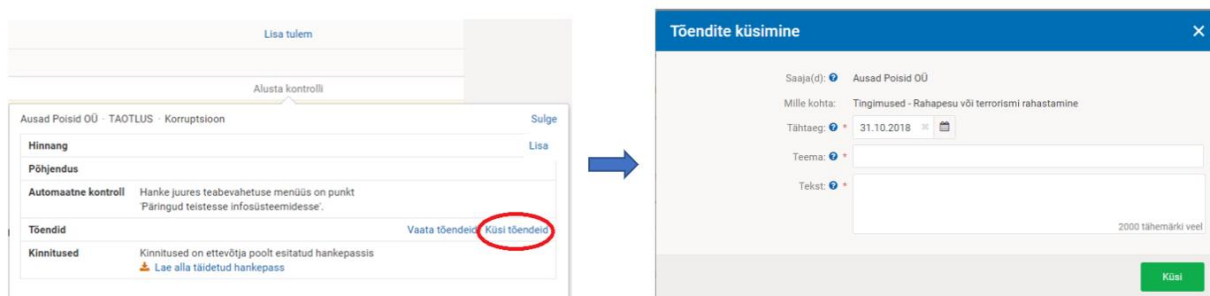 Lisa tulem
Alusta kontrolli
Ausad Poisid OÜ · TAOTLUS · Korruptsioon Sulge
Hinnang Lisa
Põhjendus
Automaatne kontroll Hanke juures teabevahetuse menüüs on punkt
'Päringud teistesse infosüsteemidesse'.
Tõendid Vaata tõendeid Küsi tõendeid
Kinnitused Kinnitused on ettevõtja poolt esitatud hankepassis
Lae alla täidetud hankepass
Tõendite küsimine ×
Saaja(d): ? Ausad Poisid OÜ
Mille kohta: Tingimused - Rahapesu või terrorismi rahastamine
Tähtaeg: ? * 31.10.2018 ×
Teema: ? *
Tekst: ? *
2000 tähemärki veel
Küsi